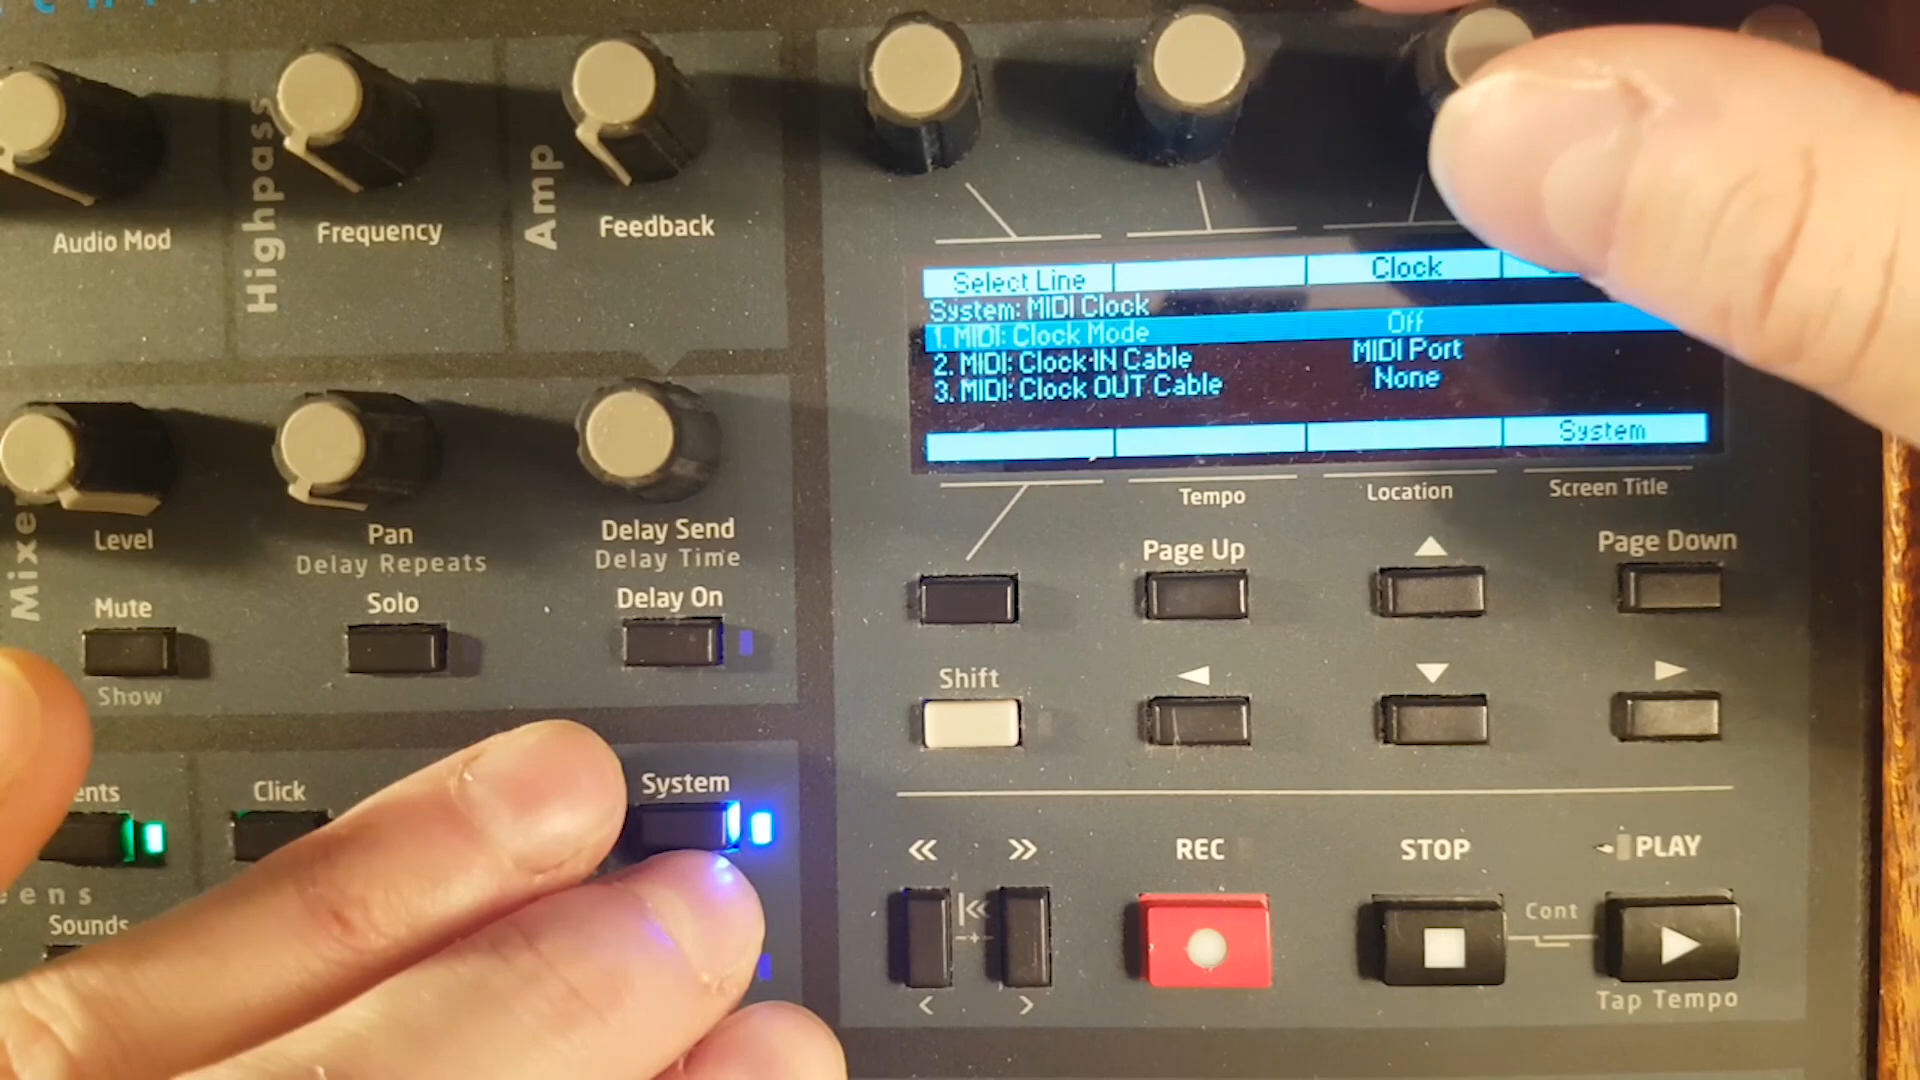 Audio Mod
Highpass
Frequency
Amp
Feedback
Select Line Clock
System: MIDI Clock
1. MIDI: Clock Mode Off
2. MIDI: Clock IN Cable MIDI Port
3. MIDI: Clock OUT Cable None
System
Tempo
Location
Screen Title
Mixer
Level
Pan
Delay Repeats
Delay Send
Delay Time
Mute
Solo
Delay On
Show
Page Up
Page Down
Shift
Click
System
Sounds
REC
STOP
PLAY
Cont
Tap Tempo